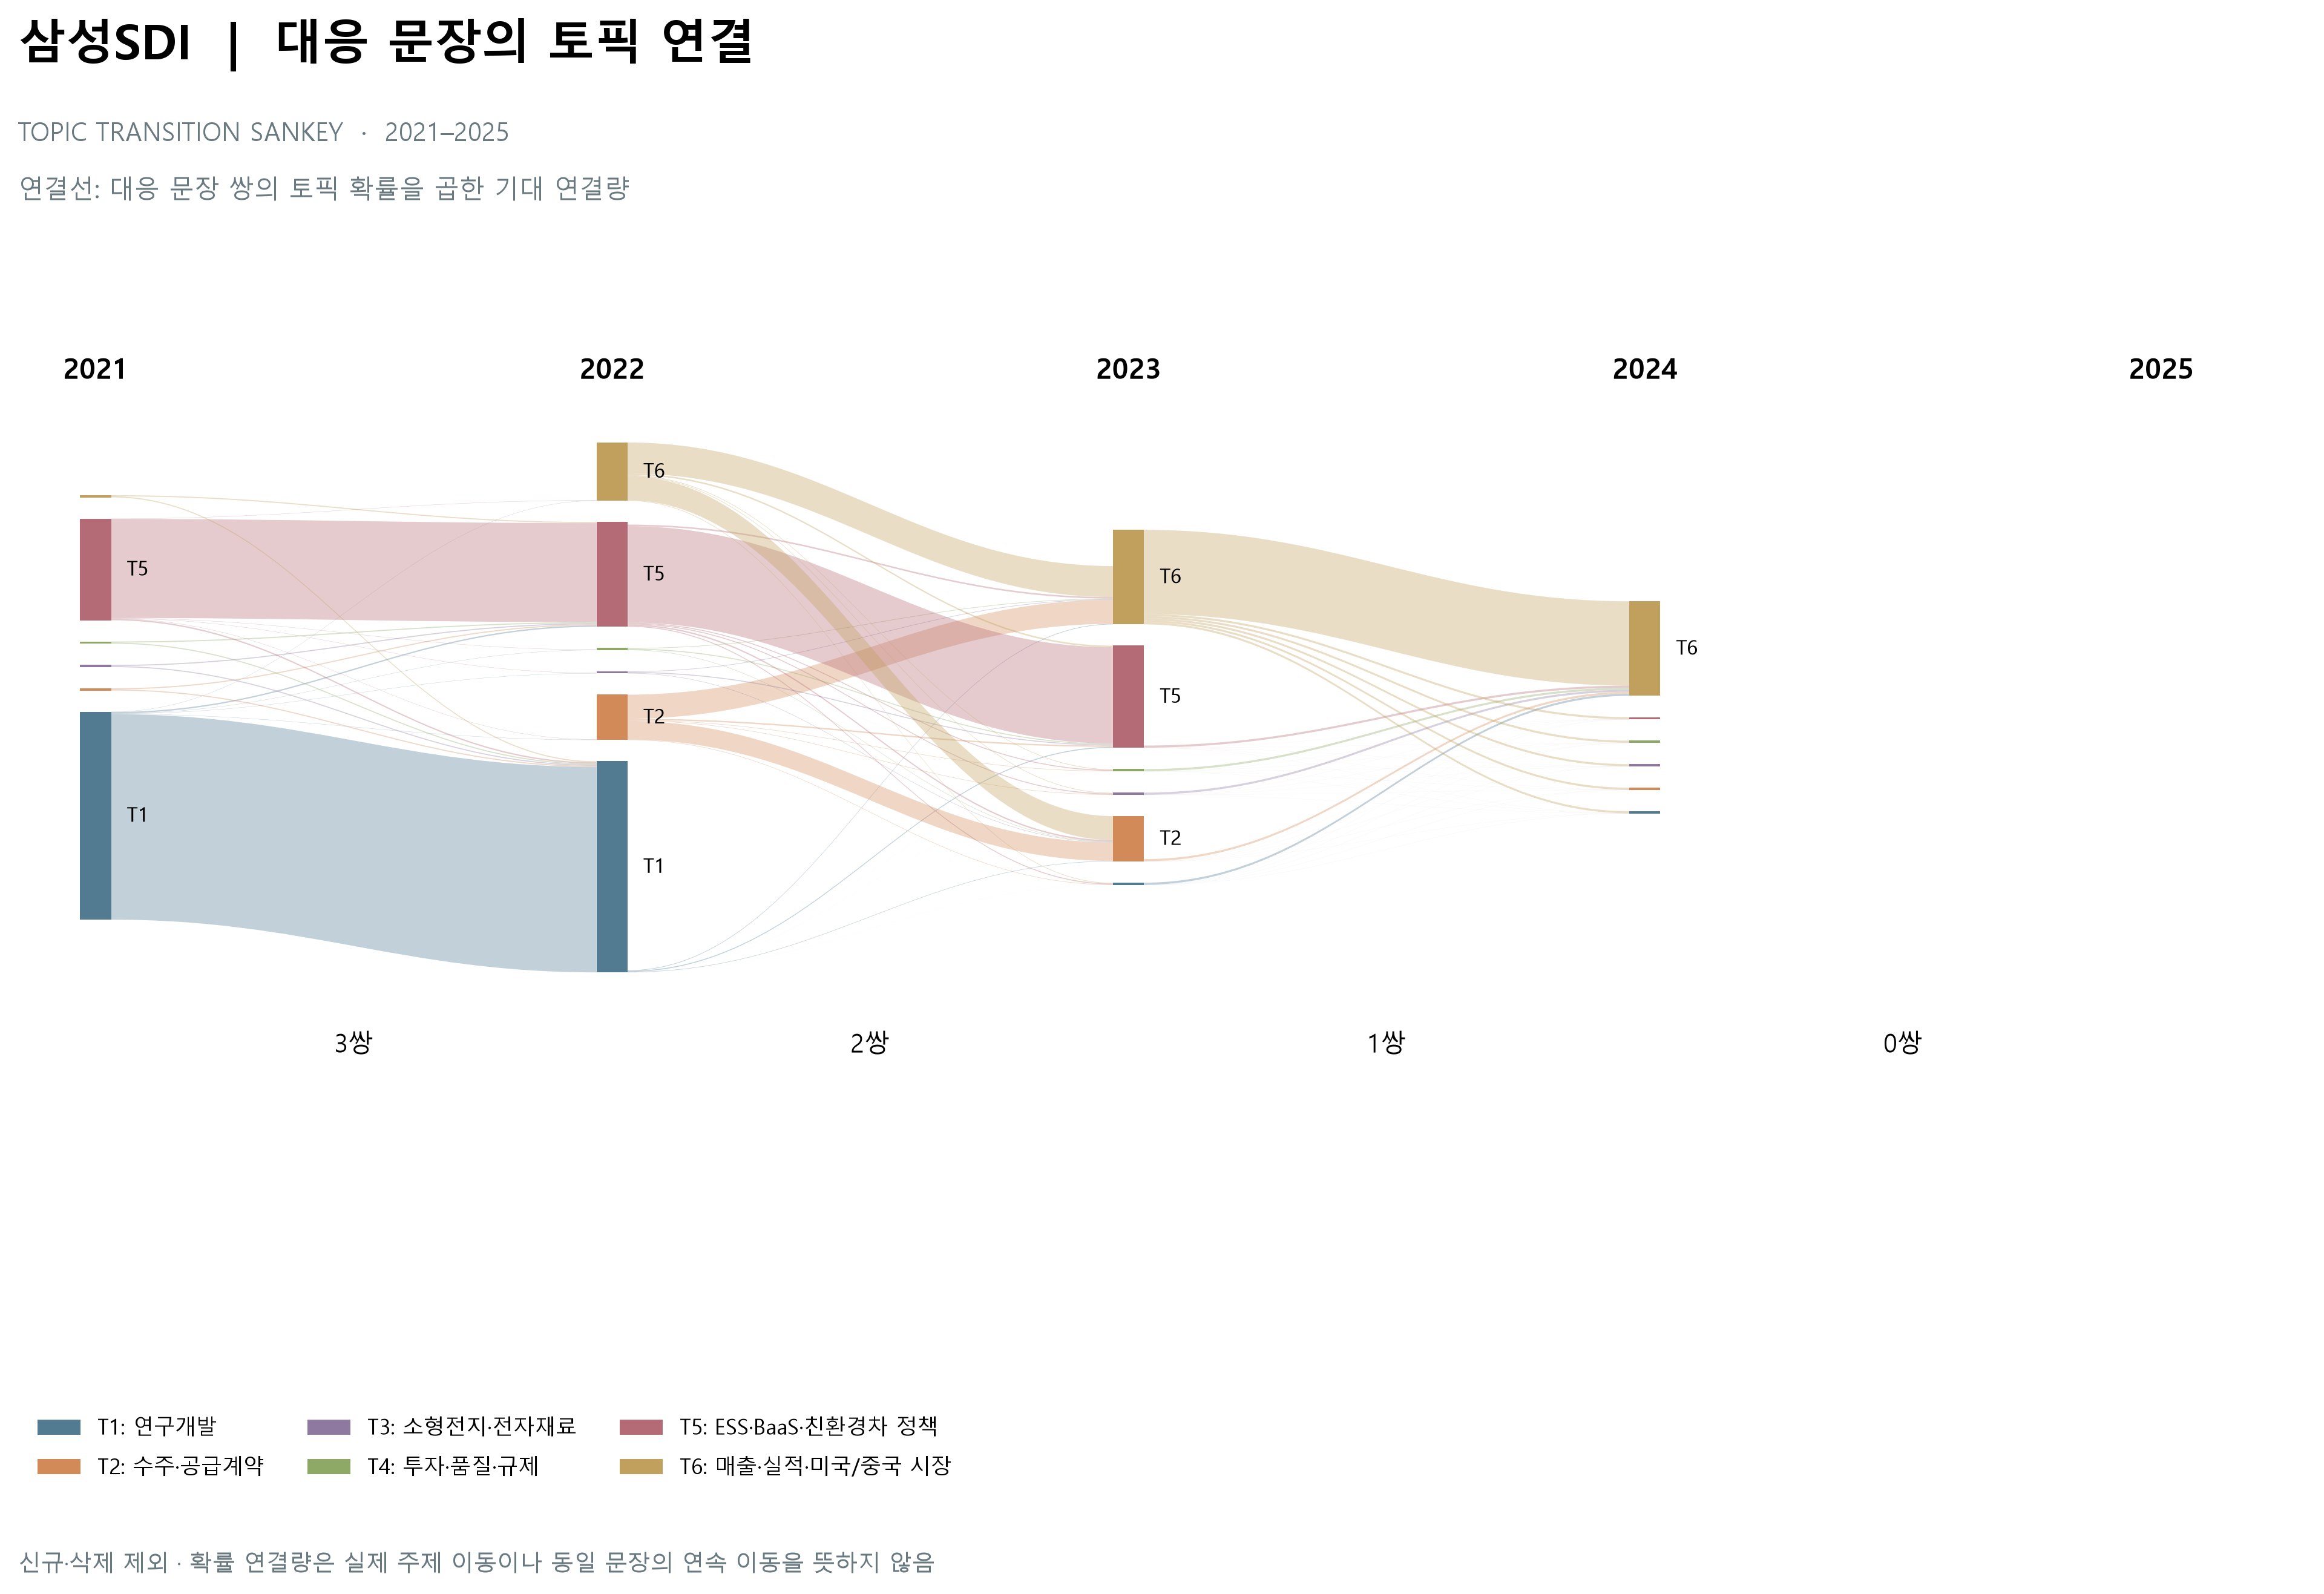 삼성SDI | 대응 문장의 토픽 연결
TOPIC TRANSITION SANKEY · 2021–2025
연결선: 대응 문장 쌍의 토픽 확률을 곱한 기대 연결량
2021 2022 2023 2024 2025
T6
T5 T5 T6
T6
T5
T2
T1 T2
T1
3쌍 2쌍 1쌍 0쌍
T1: 연구개발 T3: 소형전지·전자재료 T5: ESS·BaaS·친환경차 정책
T2: 수주·공급계약 T4: 투자·품질·규제 T6: 매출·실적·미국/중국 시장
신규·삭제 제외 · 확률 연결량은 실제 주제 이동이나 동일 문장의 연속 이동을 뜻하지 않음